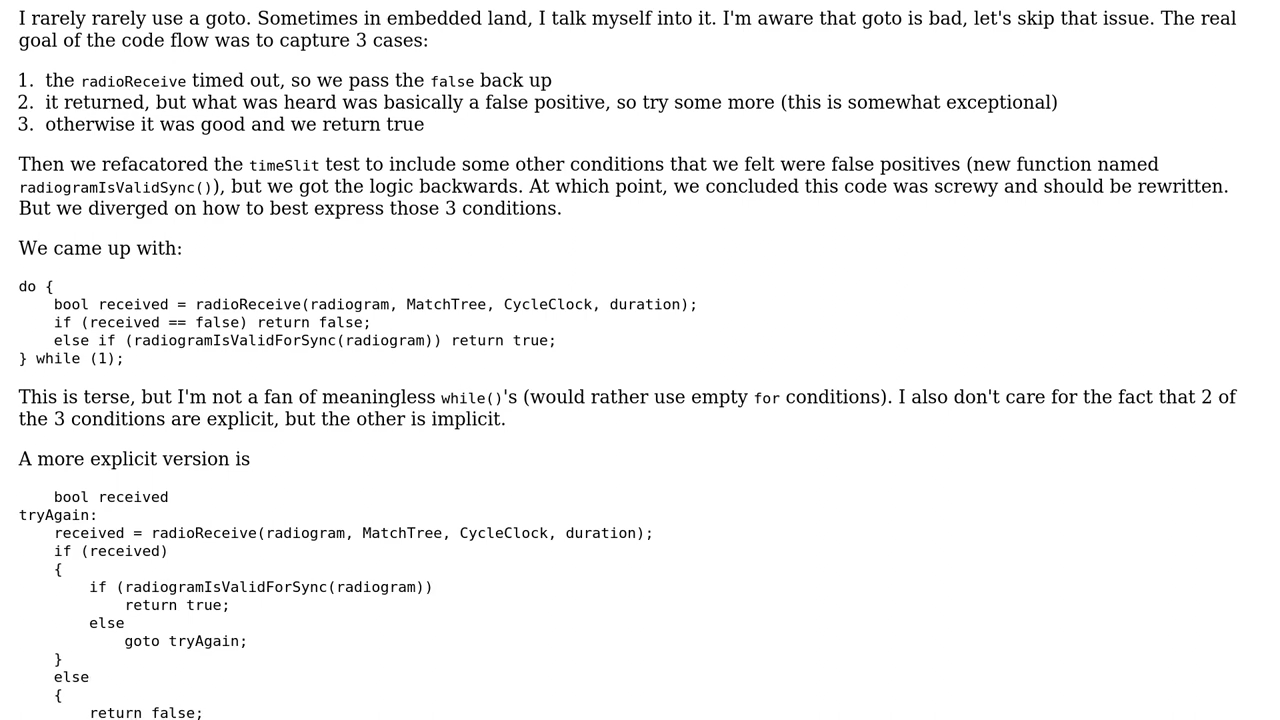 I rarely rarely use a goto. Sometimes in embedded land, I talk myself into it. I'm aware that goto is bad, let's skip that issue. The real
goal of the code flow was to capture 3 cases:
1. the radioReceive timed out, so we pass the false back up
2. it returned, but what was heard was basically a false positive, so try some more (this is somewhat exceptional)
3. otherwise it was good and we return true
Then we refacatored the timeSlit test to include some other conditions that we felt were false positives (new function named
radiogramIsValidSync()), but we got the logic backwards. At which point, we concluded this code was screwy and should be rewritten.
But we diverged on how to best express those 3 conditions.
We came up with:
do {
    bool received = radioReceive(radiogram, MatchTree, CycleClock, duration);
    if (received == false) return false;
    else if (radiogramIsValidForSync(radiogram)) return true;
} while (1);
This is terse, but I'm not a fan of meaningless while()'s (would rather use empty for conditions). I also don't care for the fact that 2 of
the 3 conditions are explicit, but the other is implicit.
A more explicit version is
    bool received
tryAgain:
    received = radioReceive(radiogram, MatchTree, CycleClock, duration);
    if (received)
    {
        if (radiogramIsValidForSync(radiogram))
            return true;
        else
            goto tryAgain;
    }
    else
    {
        return false;